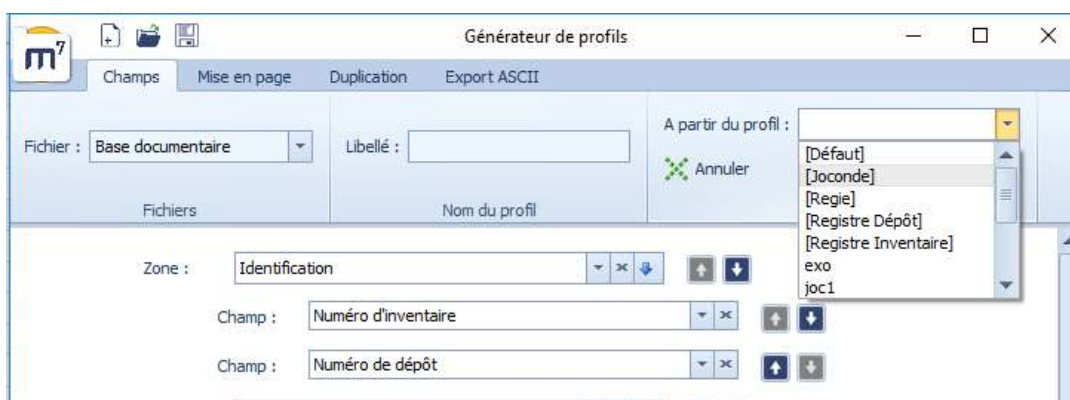 m7
Générateur de profils
Champs Mise en page Duplication Export ASCII
A partir du profil :
Fichier : Base documentaire Libellé :
Annuler
Fichiers Nom du profil
[Défaut]
[Joconde]
[Regie]
[Registre Dépôt]
[Registre Inventaire]
exo
joc1
Zone : Identification
Champ : Numéro d'inventaire
Champ : Numéro de dépôt